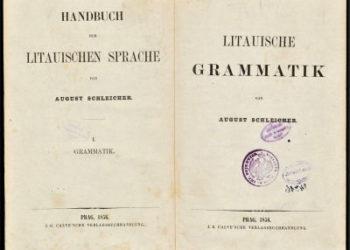 HANDBUCH
DER
LITAUISCHEN SPRACHE
VON
AUGUST SCHLEICHER.
I.
GRAMMATIK.
PRAG, 1856.
J. G. CALVE'SCHE VERLAGSBUCHHANDLUNG.
LITAUISCHE
GRAMMATIK
VON
AUGUST SCHLEICHER.
PRAG, 1856.
J. G. CALVE'SCHE VERLAGSBUCHHANDLUNG.